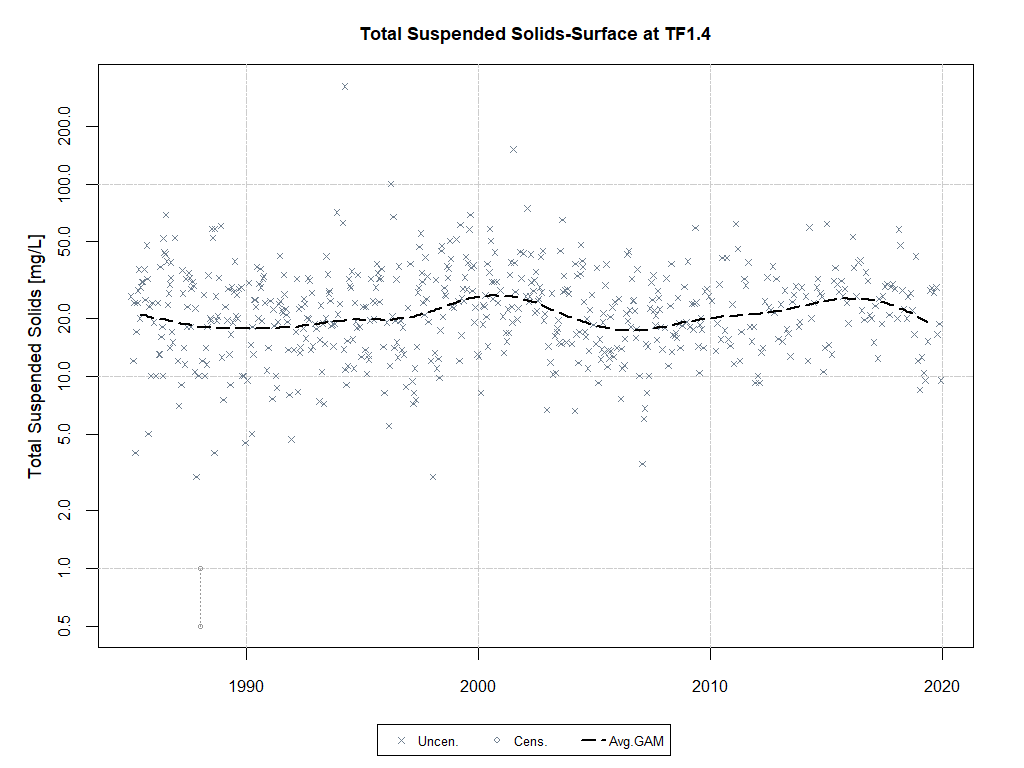 Total Suspended Solids-Surface at TF1.4
Total Suspended Solids [mg/L]
200.0
100.0
50.0
20.0
10.0
5.0
2.0
1.0
0.5
1990 2000 2010 2020
Uncen. Cens. Avg.GAM